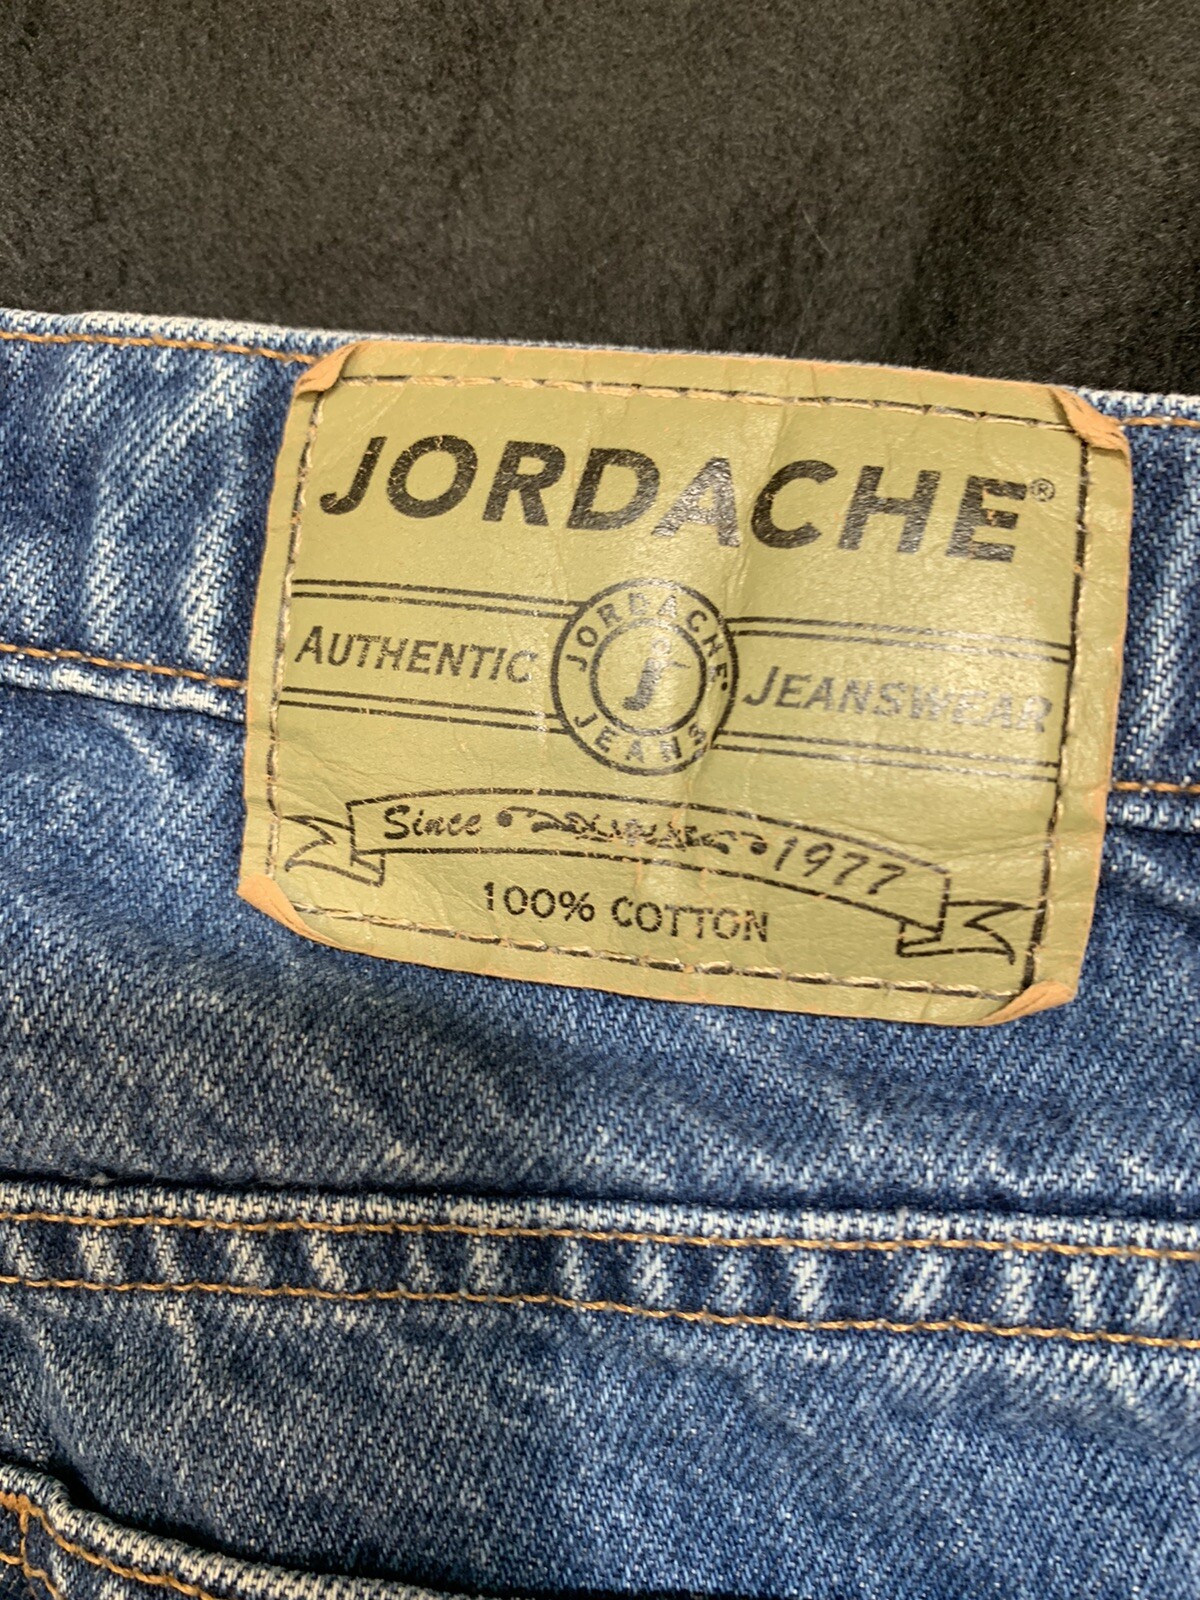 JORDACHE®
AUTHENTIC JORDACHE JEANS J JEANSWEAR
Since 1977
100% COTTON